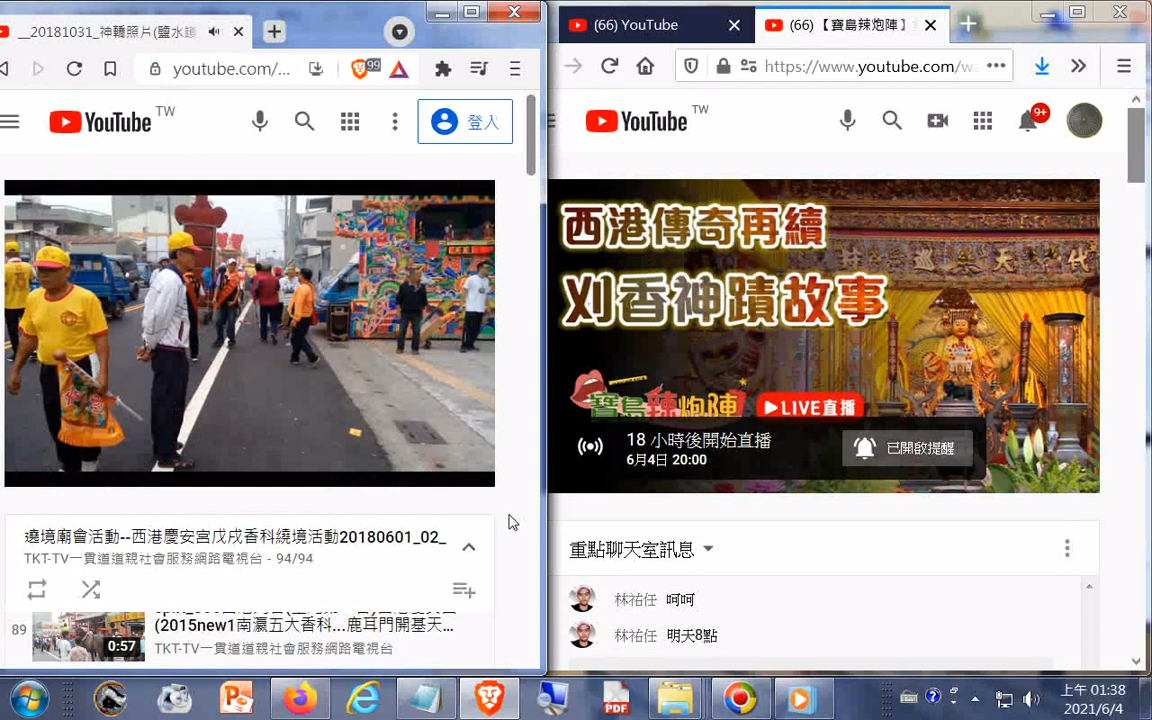 __20181031_神轎照片(鹽水護
youtube.com/...
99
YouTube TW
登入
遶境廟會活動--西港慶安宮戊戌香科繞境活動20180601_02_
TKT-TV一貫道道親社會服務網路電視台 - 94/94
89
0:57
(2015new1南瀛五大香科...鹿耳門開基天...
TKT-TV一貫道道親社會服務網路電視台
(66) YouTube
(66)【寶島辣炮陣】
https://www.youtube.com/w
YouTube TW
9+
西港傳奇再續
刈香神蹟故事
寶島辣炮陣
LIVE直播
18 小時後開始直播
6月4日 20:00
已開啟提醒
重點聊天室訊息
林祐任 呵呵
林祐任 明天8點
PDF
上午 01:38
2021/6/4